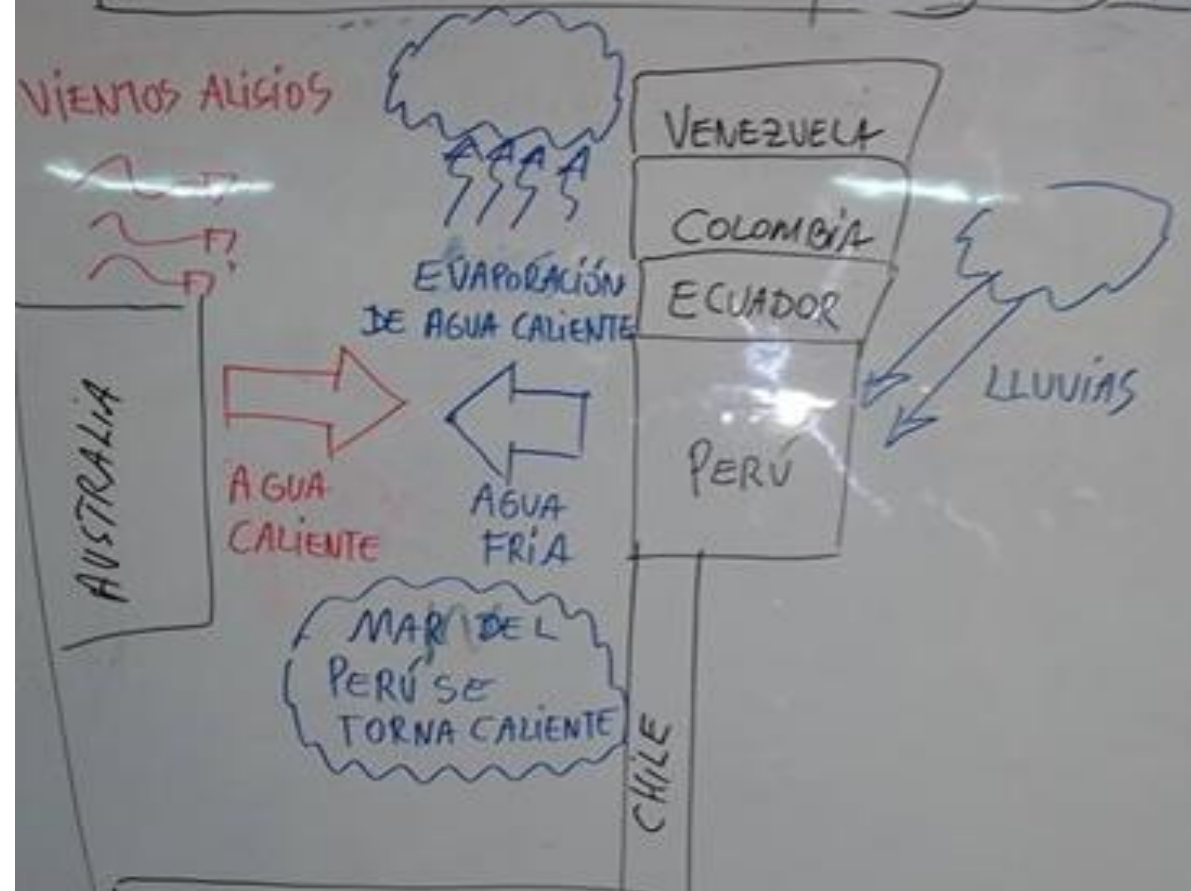 VIENTOS ALISIOS
EVAPORACIÓN
DE AGUA CALIENTE
VENEZUELA
COLOMBIA
ECUADOR
PERÚ
LLUVIAS
AUSTRALIA
AGUA
CALIENTE
AGUA
FRÍA
MAR DEL
PERÚ SE
TORNA CALIENTE
CHILE